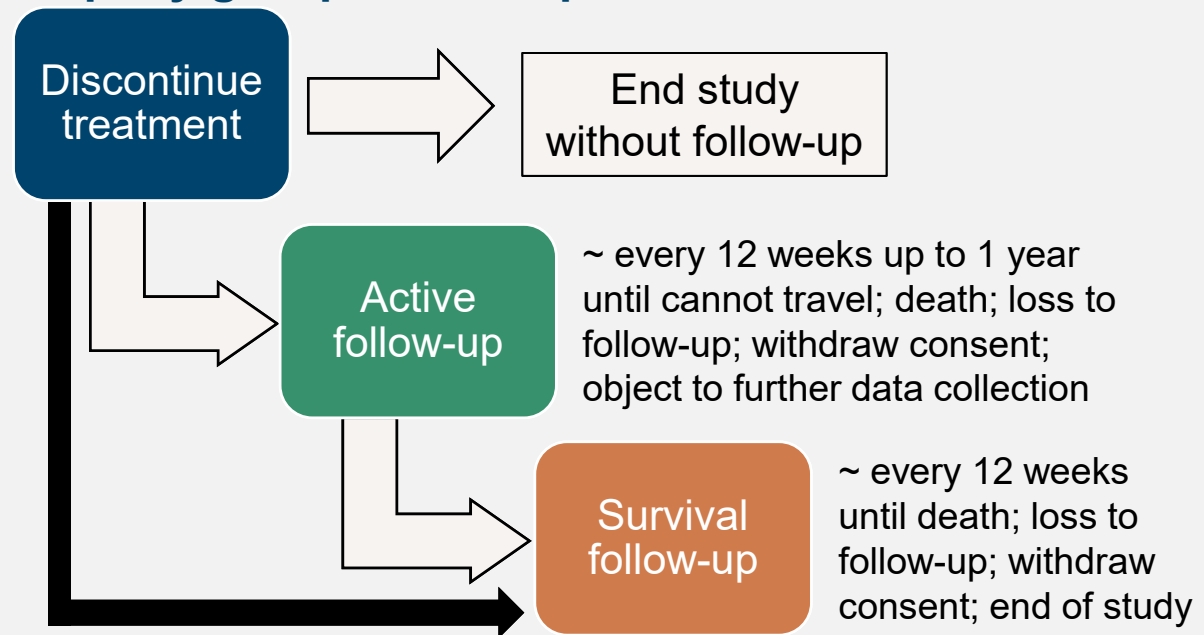 Discontinue
treatment
End study
without follow-up
Active
follow-up
~ every 12 weeks up to 1 year
until cannot travel; death; loss to
follow-up; withdraw consent;
object to further data collection
Survival
follow-up
~ every 12 weeks
until death; loss to
follow-up; withdraw
consent; end of study